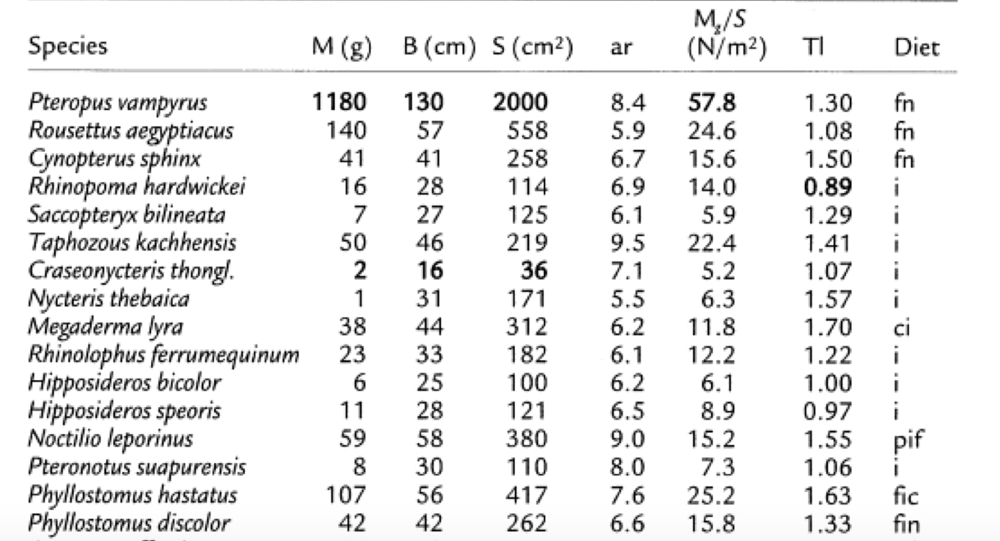 Species M (g) B (cm) S (cm²) ar M₂/S (N/m²) Tl Diet
Pteropus vampyrus 1180 130 2000 8.4 57.8 1.30 fn
Rousettus aegyptiacus 140 57 558 5.9 24.6 1.08 fn
Cynopterus sphinx 41 41 258 6.7 15.6 1.50 fn
Rhinopoma hardwickei 16 28 114 6.9 14.0 0.89 i
Saccopteryx bilineata 7 27 125 6.1 5.9 1.29 i
Taphozous kachhensis 50 46 219 9.5 22.4 1.41 i
Craseonycteris thongl. 2 16 36 7.1 5.2 1.07 i
Nycteris thebaica 1 31 171 5.5 6.3 1.57 i
Megaderma lyra 38 44 312 6.2 11.8 1.70 ci
Rhinolophus ferrumequinum 23 33 182 6.1 12.2 1.22 i
Hipposideros bicolor 6 25 100 6.2 6.1 1.00 i
Hipposideros speoris 11 28 121 6.5 8.9 0.97 i
Noctilio leporinus 59 58 380 9.0 15.2 1.55 pif
Pteronotus suapurensis 8 30 110 8.0 7.3 1.06 i
Phyllostomus hastatus 107 56 417 7.6 25.2 1.63 fic
Phyllostomus discolor 42 42 262 6.6 15.8 1.33 fin